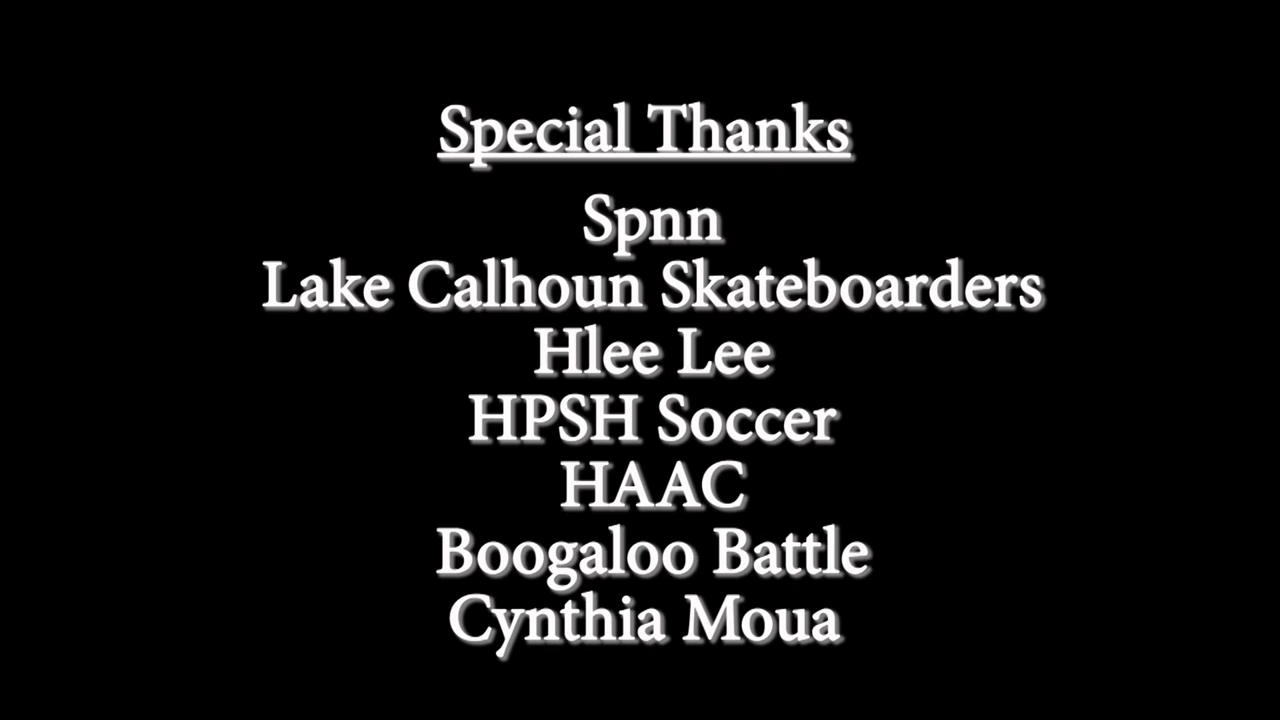 Special Thanks
Spnn
Lake Calhoun Skateboarders
Hlee Lee
HPSH Soccer
HAAC
Boogaloo Battle
Cynthia Moua